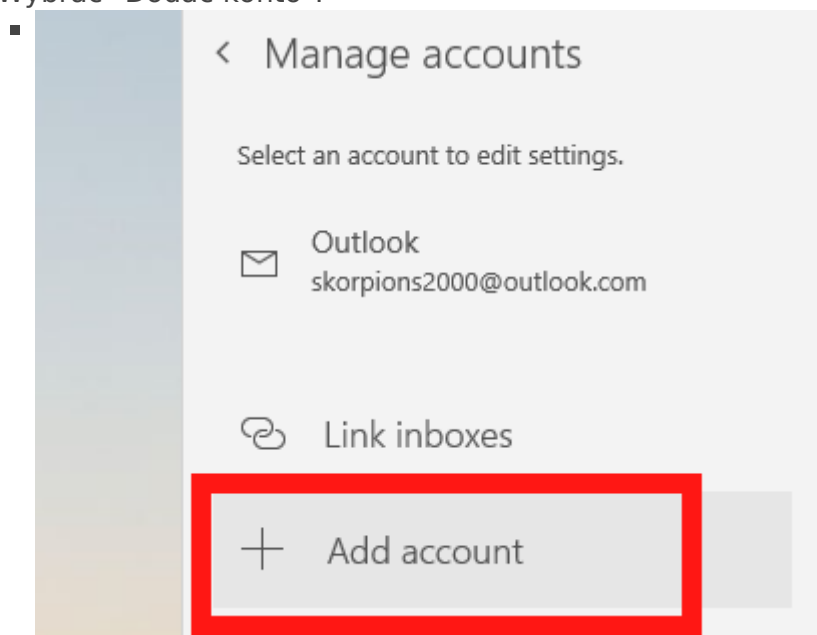 < Manage accounts
Select an account to edit settings.
Outlook
skorpions2000@outlook.com
Link inboxes
+ Add account